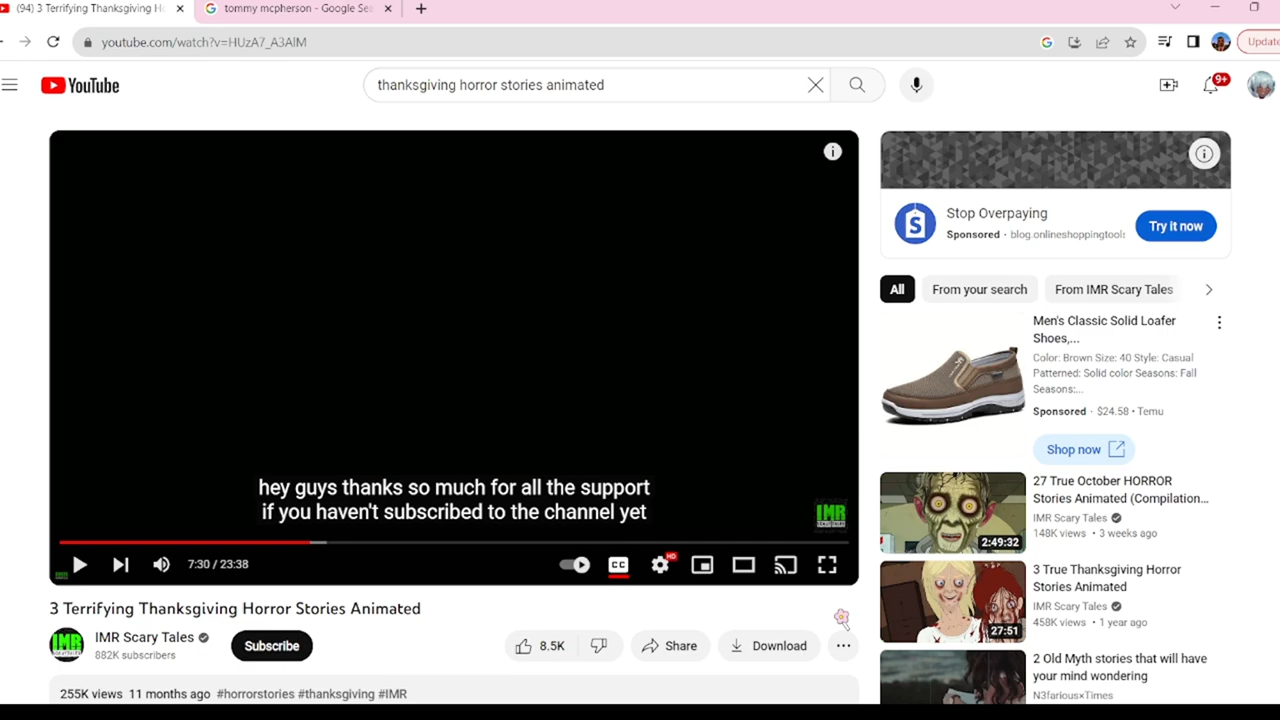 (94) 3 Terrifying Thanksgiving Ho
tommy mcpherson - Google Sea
youtube.com/watch?v=HUzA7_A3AlM
Update
YouTube
thanksgiving horror stories animated
9+
Stop Overpaying
Sponsored · blog.onlineshoppingtools
Try it now
All
From your search
From IMR Scary Tales
Men's Classic Solid Loafer
Shoes,...
Color: Brown Size: 40 Style: Casual
Patterned: Solid color Seasons: Fall
Seasons:...
Sponsored · $24.58 • Temu
Shop now
hey guys thanks so much for all the support
if you haven't subscribed to the channel yet
IMR
7:30 / 23:38
CC
HD
27 True October HORROR
Stories Animated (Compilation...
IMR Scary Tales
148K views • 3 weeks ago
2:49:32
3 True Thanksgiving Horror
Stories Animated
IMR Scary Tales
458K views • 1 year ago
27:51
2 Old Myth stories that will have
your mind wondering
N3farious×Times
3 Terrifying Thanksgiving Horror Stories Animated
IMR
IMR Scary Tales
882K subscribers
Subscribe
8.5K
Share
Download
255K views 11 months ago #horrorstories #thanksgiving #IMR